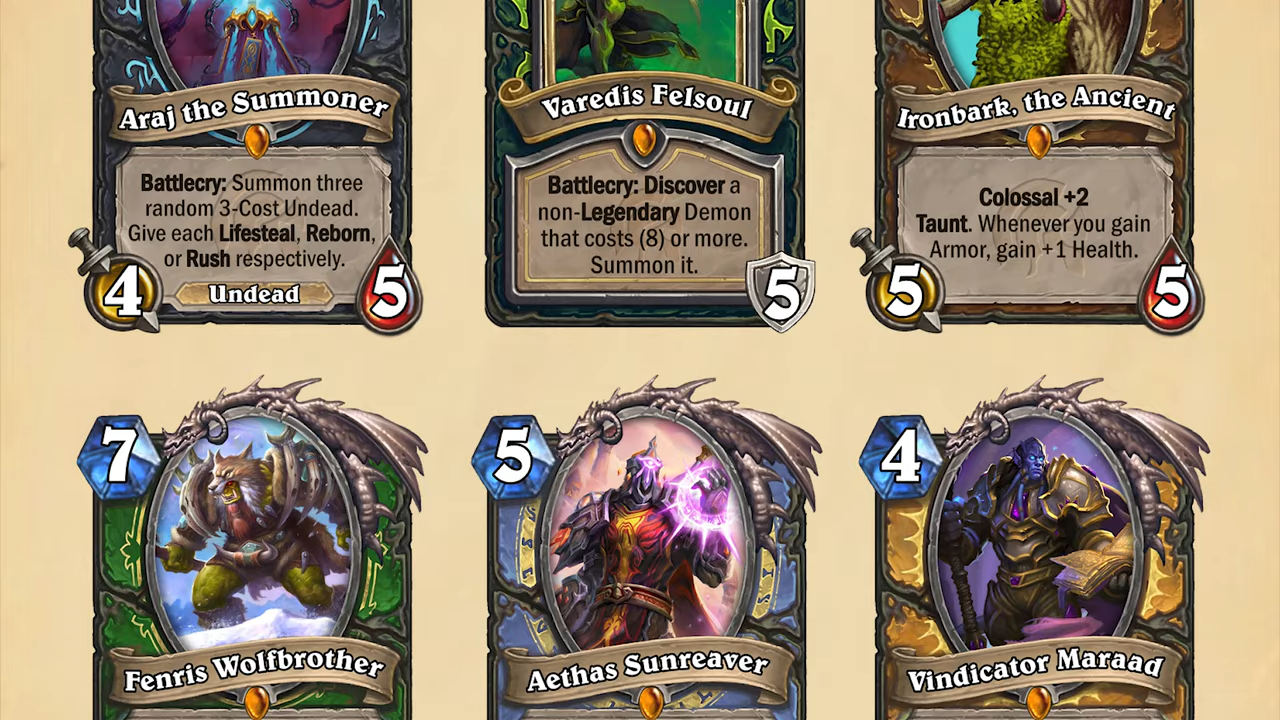 Araj the Summoner
Battlecry: Summon three
random 3-Cost Undead.
Give each Lifesteal, Reborn,
or Rush respectively.
4
Undead
5
Varedis Felsoul
Battlecry: Discover a
non-Legendary Demon
that costs (8) or more.
Summon it.
5
Ironbark, the Ancient
Colossal +2
Taunt. Whenever you gain
Armor, gain +1 Health.
5
5
7
Fenris Wolfbrother
5
Aethas Sunreaver
4
Vindicator Maraad